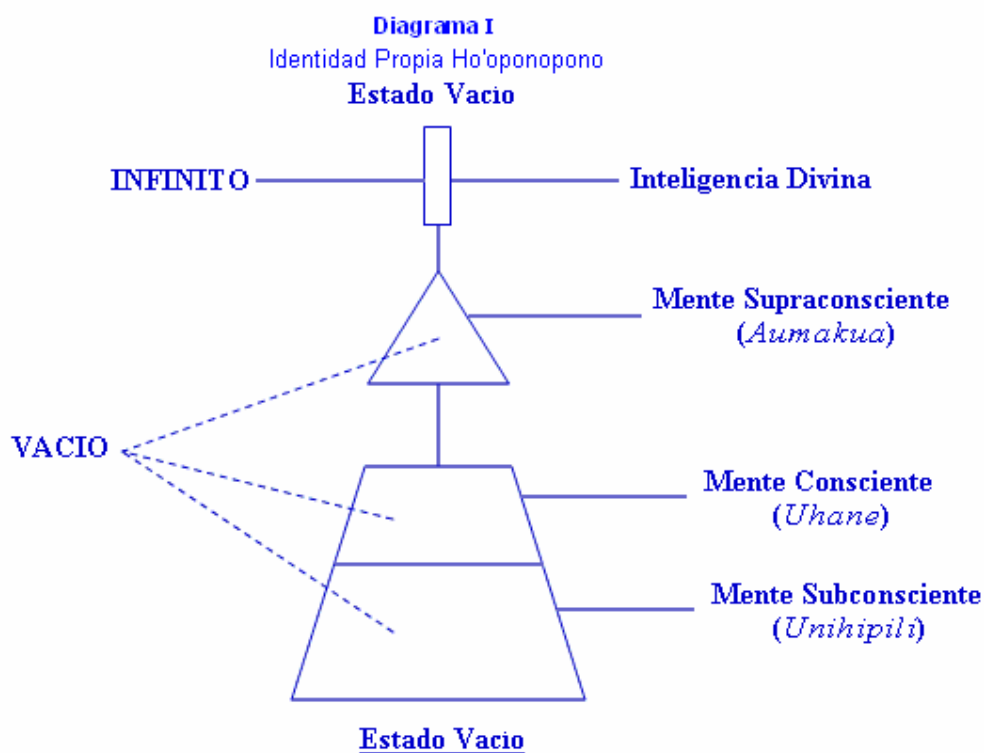 Diagrama I
Identidad Propia Ho'oponopono
Estado Vacio
INFINITO
Inteligencia Divina
Mente Supraconsciente
(Aumakua)
VACIO
Mente Consciente
(Uhane)
Mente Subconsciente
(Unihipili)
Estado Vacio